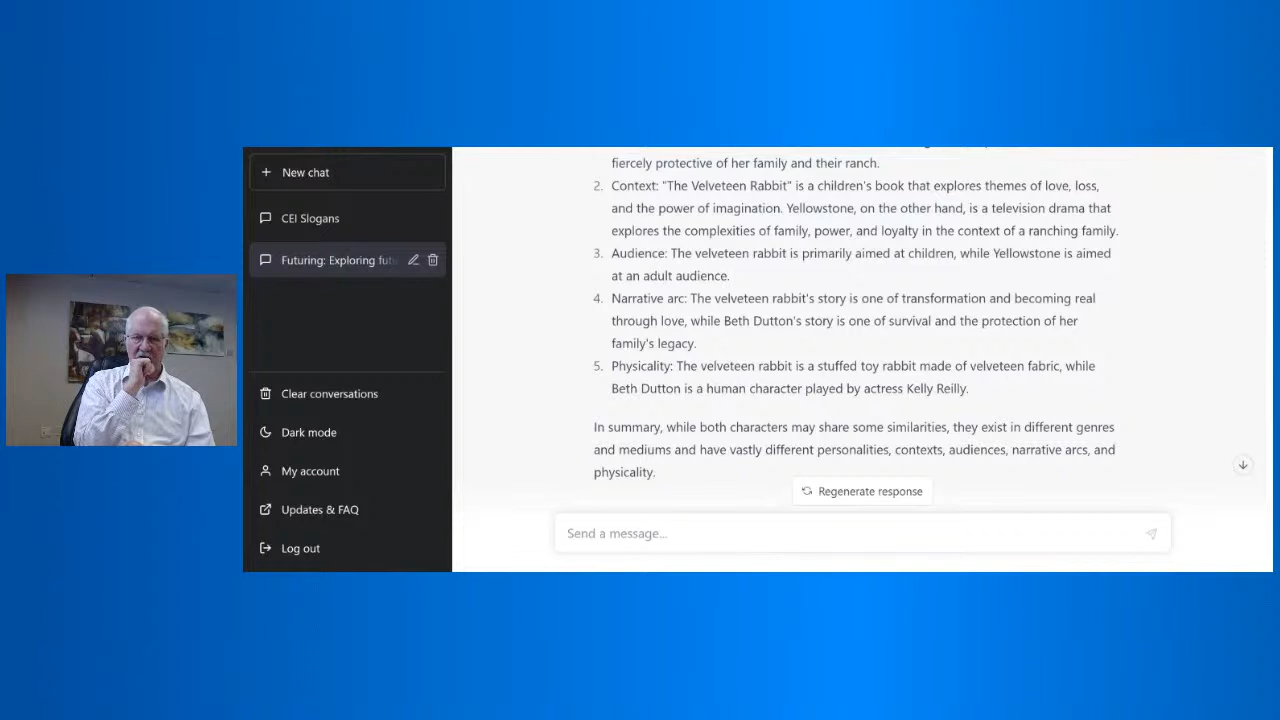 New chat
CEI Slogans
Futuring: Exploring fut
Clear conversations
Dark mode
My account
Updates & FAQ
Log out
fiercely protective of her family and their ranch.
2. Context: "The Velveteen Rabbit" is a children's book that explores themes of love, loss,
and the power of imagination. Yellowstone, on the other hand, is a television drama that
explores the complexities of family, power, and loyalty in the context of a ranching family.
3. Audience: The velveteen rabbit is primarily aimed at children, while Yellowstone is aimed
at an adult audience.
4. Narrative arc: The velveteen rabbit's story is one of transformation and becoming real
through love, while Beth Dutton's story is one of survival and the protection of her
family's legacy.
5. Physicality: The velveteen rabbit is a stuffed toy rabbit made of velveteen fabric, while
Beth Dutton is a human character played by actress Kelly Reilly.
In summary, while both characters may share some similarities, they exist in different genres
and mediums and have vastly different personalities, contexts, audiences, narrative arcs, and
physicality.
Regenerate response
Send a message...